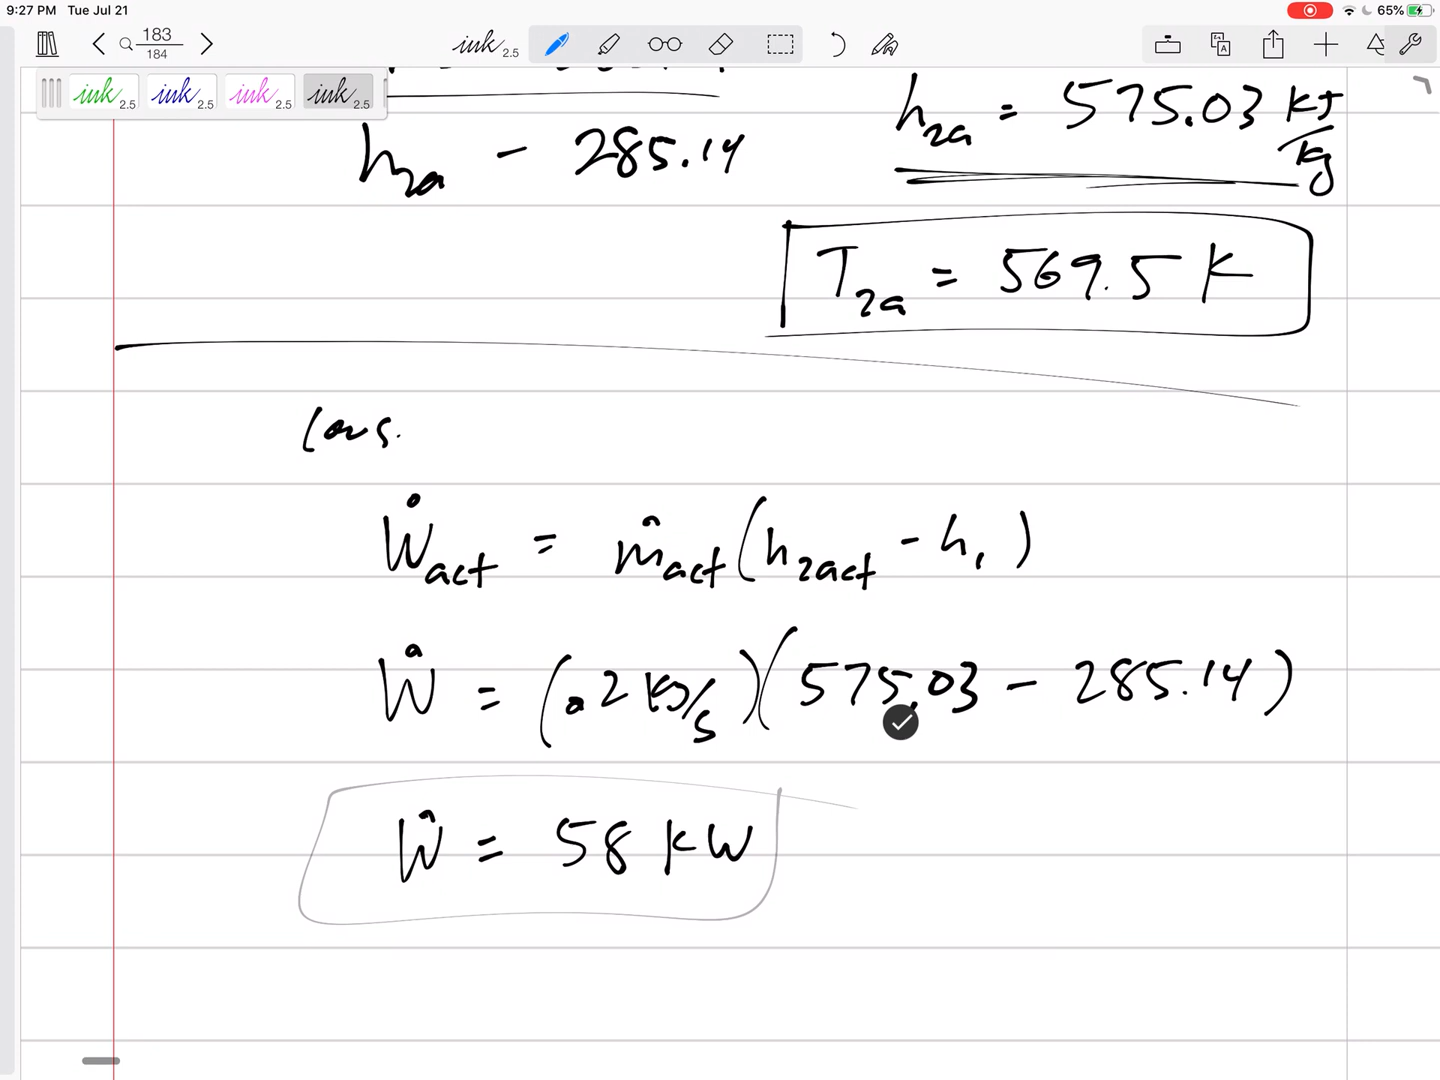 9:27 PM Tue Jul 21
65%
183
184
ink 2.5
ink 2.5 ink 2.5 ink 2.5 ink 2.5
h2a - 285.14
h2a = 575.03 kJ/kg
T2a = 569.5 K
Ẇact = ṁact (h2act - h1)
Ẇ = (.2 kg/s)(575.03 - 285.14)
Ẇ = 58 kW